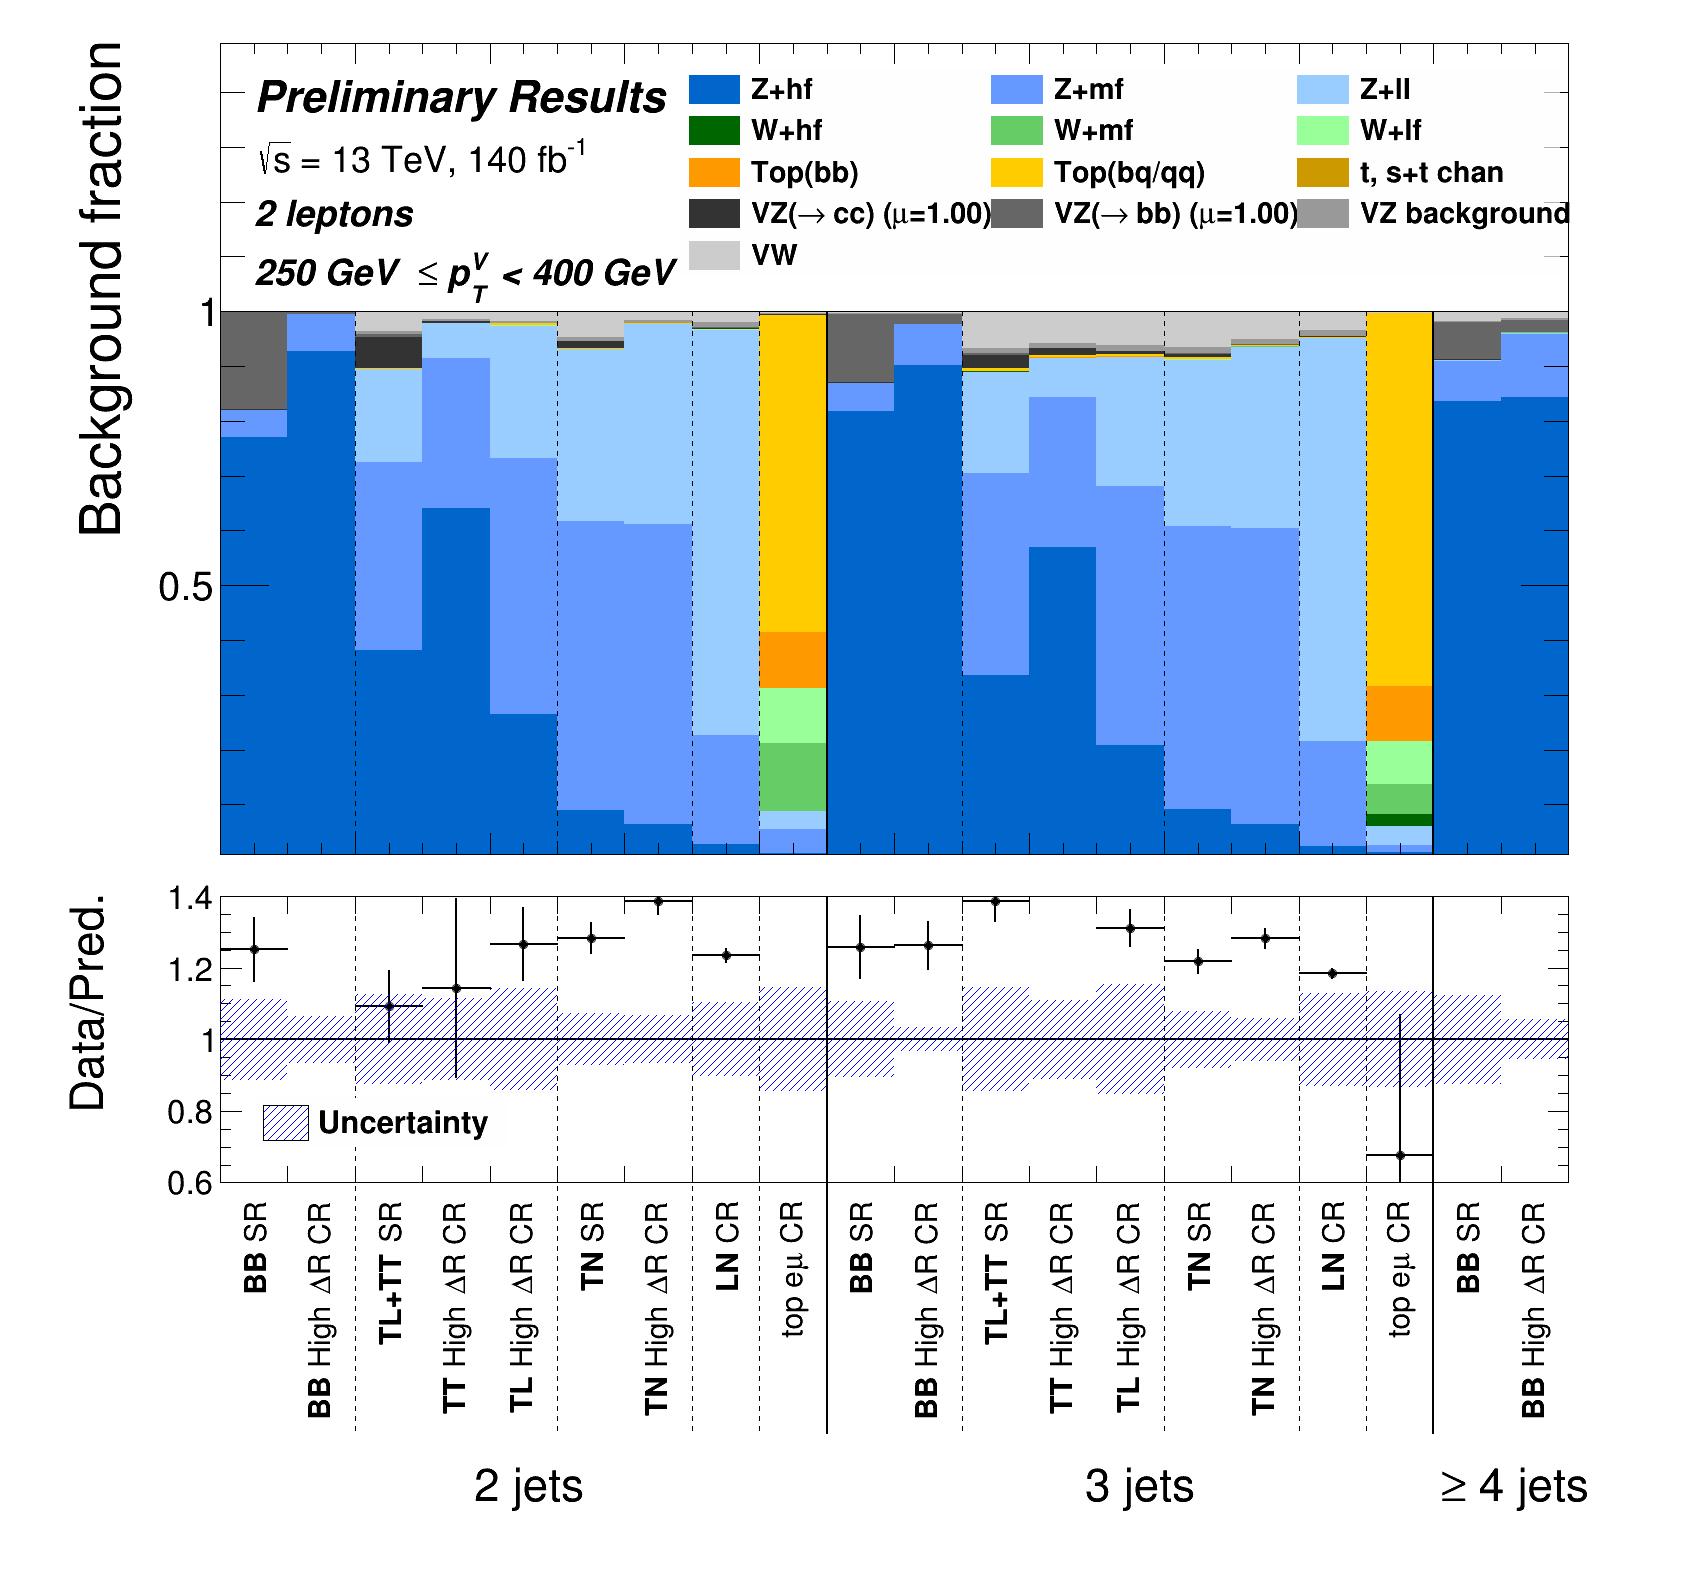 Background fraction
Preliminary Results
√s = 13 TeV, 140 fb⁻¹
2 leptons
250 GeV ≤ p_T^V < 400 GeV
Z+hf Z+mf Z+ll
W+hf W+mf W+lf
Top(bb) Top(bq/qq) t, s+t chan
VZ(→ cc) (μ=1.00) VZ(→ bb) (μ=1.00) VZ background
VW
1
0.5
Data/Pred.
1.4
1.2
1
0.8
0.6
Uncertainty
BB SR
BB High ΔR CR
TL+TT SR
TT High ΔR CR
TL High ΔR CR
TN SR
TN High ΔR CR
LN CR
top eμ CR
BB SR
BB High ΔR CR
TL+TT SR
TT High ΔR CR
TL High ΔR CR
TN SR
TN High ΔR CR
LN CR
top eμ CR
BB SR
BB High ΔR CR
2 jets
3 jets
≥ 4 jets